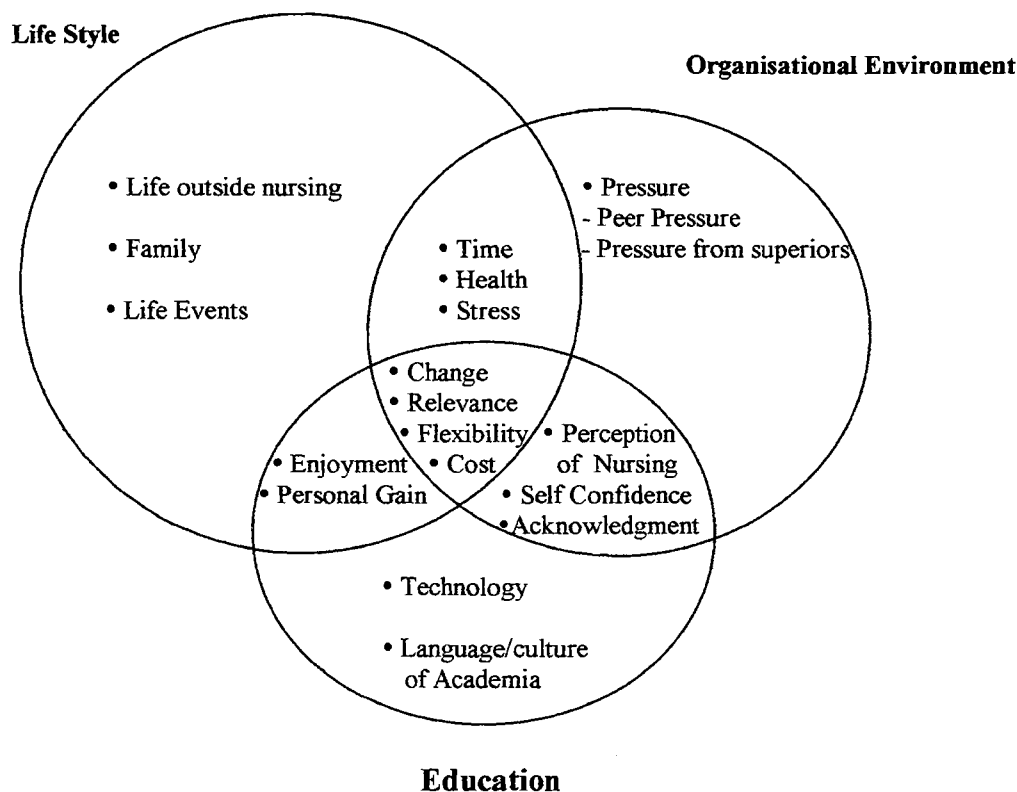 Life Style
Organisational Environment
• Life outside nursing
• Family
• Life Events
• Pressure
- Peer Pressure
- Pressure from superiors
• Time
• Health
• Stress
• Change
• Relevance
• Flexibility
• Cost
• Enjoyment
• Personal Gain
• Perception
of Nursing
• Self Confidence
• Acknowledgment
• Technology
• Language/culture
of Academia
Education